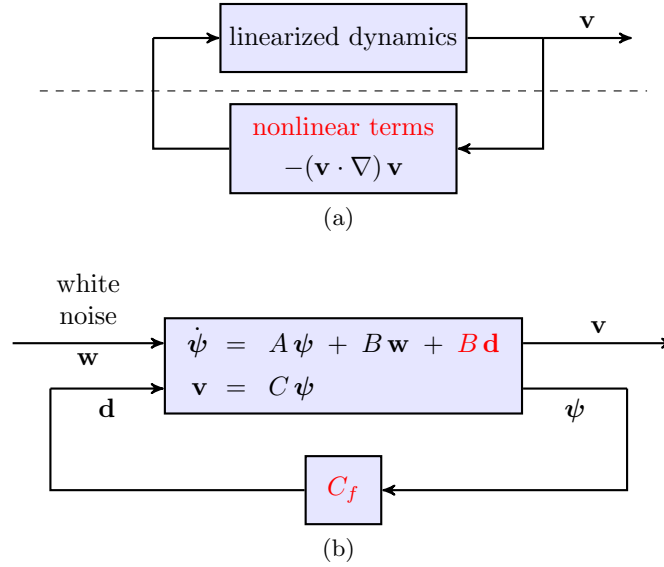 linearized dynamics
v
nonlinear terms
−(v · ∇) v
(a)
white
noise
w
ψ̇ = A ψ + B w + B d
v = C ψ
v
d
ψ
C_f
(b)